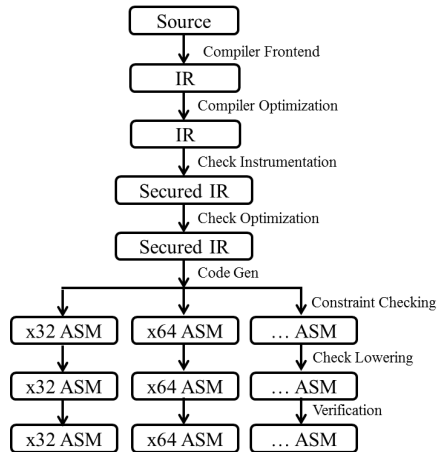 Source
Compiler Frontend
IR
Compiler Optimization
IR
Check Instrumentation
Secured IR
Check Optimization
Secured IR
Code Gen
Constraint Checking
x32 ASM x64 ASM … ASM
Check Lowering
x32 ASM x64 ASM … ASM
Verification
x32 ASM x64 ASM … ASM